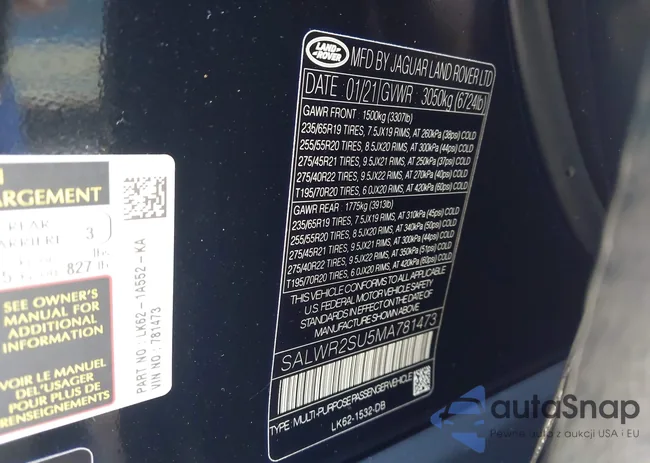 LAND ROVER
MFD BY JAGUAR LAND ROVER LTD
DATE : 01/21 GVWR : 3050kg (6724lb)
GAWR FRONT : 1500kg (3307lb)
235/65R19 TIRES, 7.5JX19 RIMS, AT 260kPa (38psi) COLD
255/55R20 TIRES, 8.5JX20 RIMS, AT 300kPa (44psi) COLD
275/45R21 TIRES, 9.5JX21 RIMS, AT 250kPa (37psi) COLD
275/40R22 TIRES, 9.5JX22 RIMS, AT 270kPa (40psi) COLD
T195/70R20 TIRES, 6.0JX20 RIMS, AT 420kPa (60psi) COLD
GAWR REAR : 1775kg (3913lb)
235/65R19 TIRES, 7.5JX19 RIMS, AT 310kPa (45psi) COLD
255/55R20 TIRES, 8.5JX20 RIMS, AT 340kPa (50psi) COLD
275/45R21 TIRES, 9.5JX21 RIMS, AT 300kPa (44psi) COLD
275/40R22 TIRES, 9.5JX22 RIMS, AT 350kPa (51psi) COLD
T195/70R20 TIRES, 6.0JX20 RIMS, AT 420kPa (60psi) COLD
THIS VEHICLE CONFORMS TO ALL APPLICABLE
U.S. FEDERAL MOTOR VEHICLE SAFETY
STANDARDS IN EFFECT ON THE DATE OF
MANUFACTURE SHOWN ABOVE
SALWR2SU5MA781473
TYPE : MULTI-PURPOSE PASSENGER VEHICLE
LK62-1532-DB
ARGEMENT
REAR
ARRIERE 3
lbs
827 lb
SEE OWNER'S
MANUAL FOR
ADDITIONAL
INFORMATION
VOIR LE MANUEL
DE L'USAGER
POUR PLUS DE
RENSEIGNEMENTS
PART NO: LK62-1A552-KA
VIN NO: 781473
autoSnap
Pewne auta z aukcji USA i EU